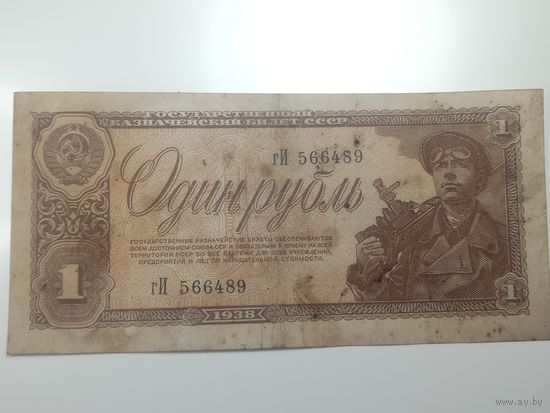 ГОСУДАРСТВЕННЫЙ
КАЗНАЧЕЙСКИЙ БИЛЕТ СССР
1
гИ 566489
Один рубль
ГОСУДАРСТВЕННЫЕ КАЗНАЧЕЙСКИЕ БИЛЕТЫ ОБЕСПЕЧИВАЮТСЯ
ВСЕМ ДОСТОЯНИЕМ СОЮЗА ССР И ОБЯЗАТЕЛЬНЫ К ПРИЕМУ НА ВСЕЙ
ТЕРРИТОРИИ СССР ВО ВСЕ ПЛАТЕЖИ ДЛЯ ВСЕХ УЧРЕЖДЕНИЙ,
ПРЕДПРИЯТИЙ И ЛИЦ ПО НАРИЦАТЕЛЬНОЙ СТОИМОСТИ.
1
гИ 566489
1
1938
www.ay.by